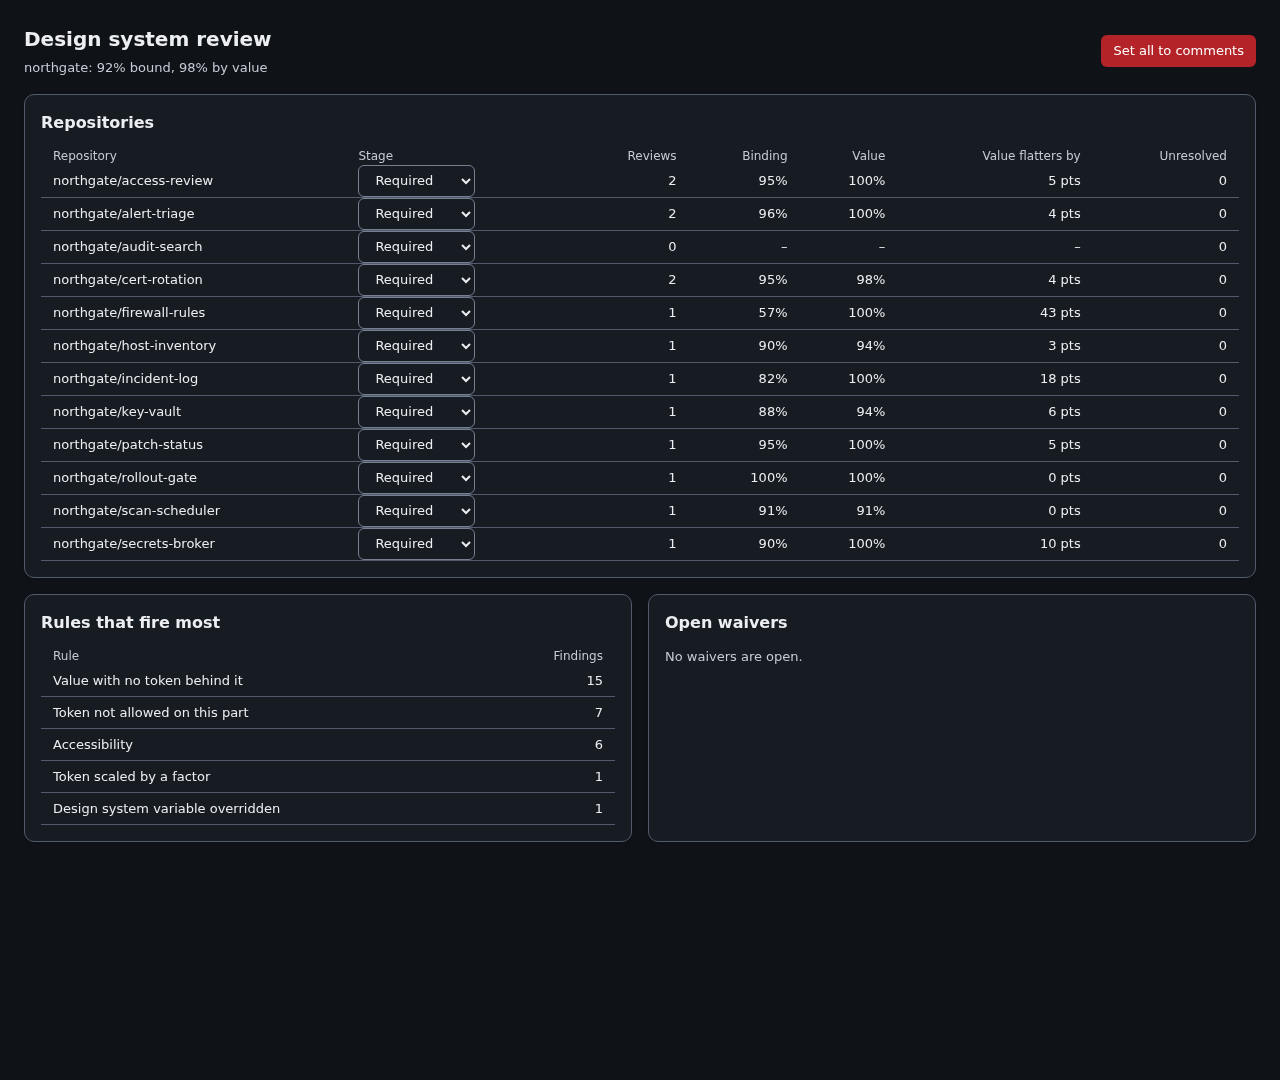 Design system review
northgate: 92% bound, 98% by value
Set all to comments
Repositories
Repository Stage Reviews Binding Value Value flatters by Unresolved
northgate/access-review Required 2 95% 100% 5 pts 0
northgate/alert-triage Required 2 96% 100% 4 pts 0
northgate/audit-search Required 0 – – – 0
northgate/cert-rotation Required 2 95% 98% 4 pts 0
northgate/firewall-rules Required 1 57% 100% 43 pts 0
northgate/host-inventory Required 1 90% 94% 3 pts 0
northgate/incident-log Required 1 82% 100% 18 pts 0
northgate/key-vault Required 1 88% 94% 6 pts 0
northgate/patch-status Required 1 95% 100% 5 pts 0
northgate/rollout-gate Required 1 100% 100% 0 pts 0
northgate/scan-scheduler Required 1 91% 91% 0 pts 0
northgate/secrets-broker Required 1 90% 100% 10 pts 0
Rules that fire most
Rule Findings
Value with no token behind it 15
Token not allowed on this part 7
Accessibility 6
Token scaled by a factor 1
Design system variable overridden 1
Open waivers
No waivers are open.